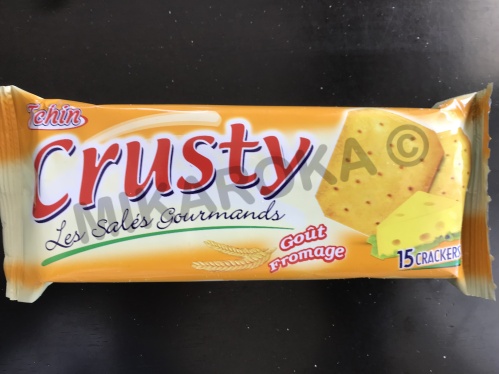 Tchin
Crusty
Les Salés Gourmands
Goût
Fromage
15 CRACKERS
MIKAROKA ©